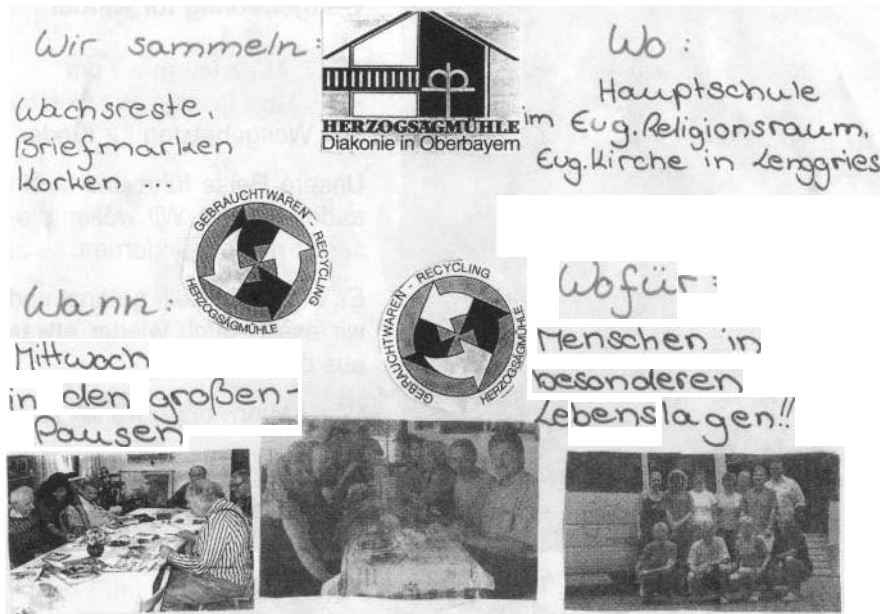 Wir sammeln:
Wachsreste,
Briefmarken
Korken ...
HERZOGSÄGMÜHLE
Diakonie in Oberbayern
Wo:
Hauptschule
im Evg. Religionsraum,
Evg. Kirche in Lenggries
GEBRAUCHTWAREN - RECYCLING
HERZOGSÄGMÜHLE
Wann:
Mittwoch
in den großen-
Pausen
GEBRAUCHTWAREN - RECYCLING
HERZOGSÄGMÜHLE
Wofür:
Menschen in
besonderen
Lebenslagen!!